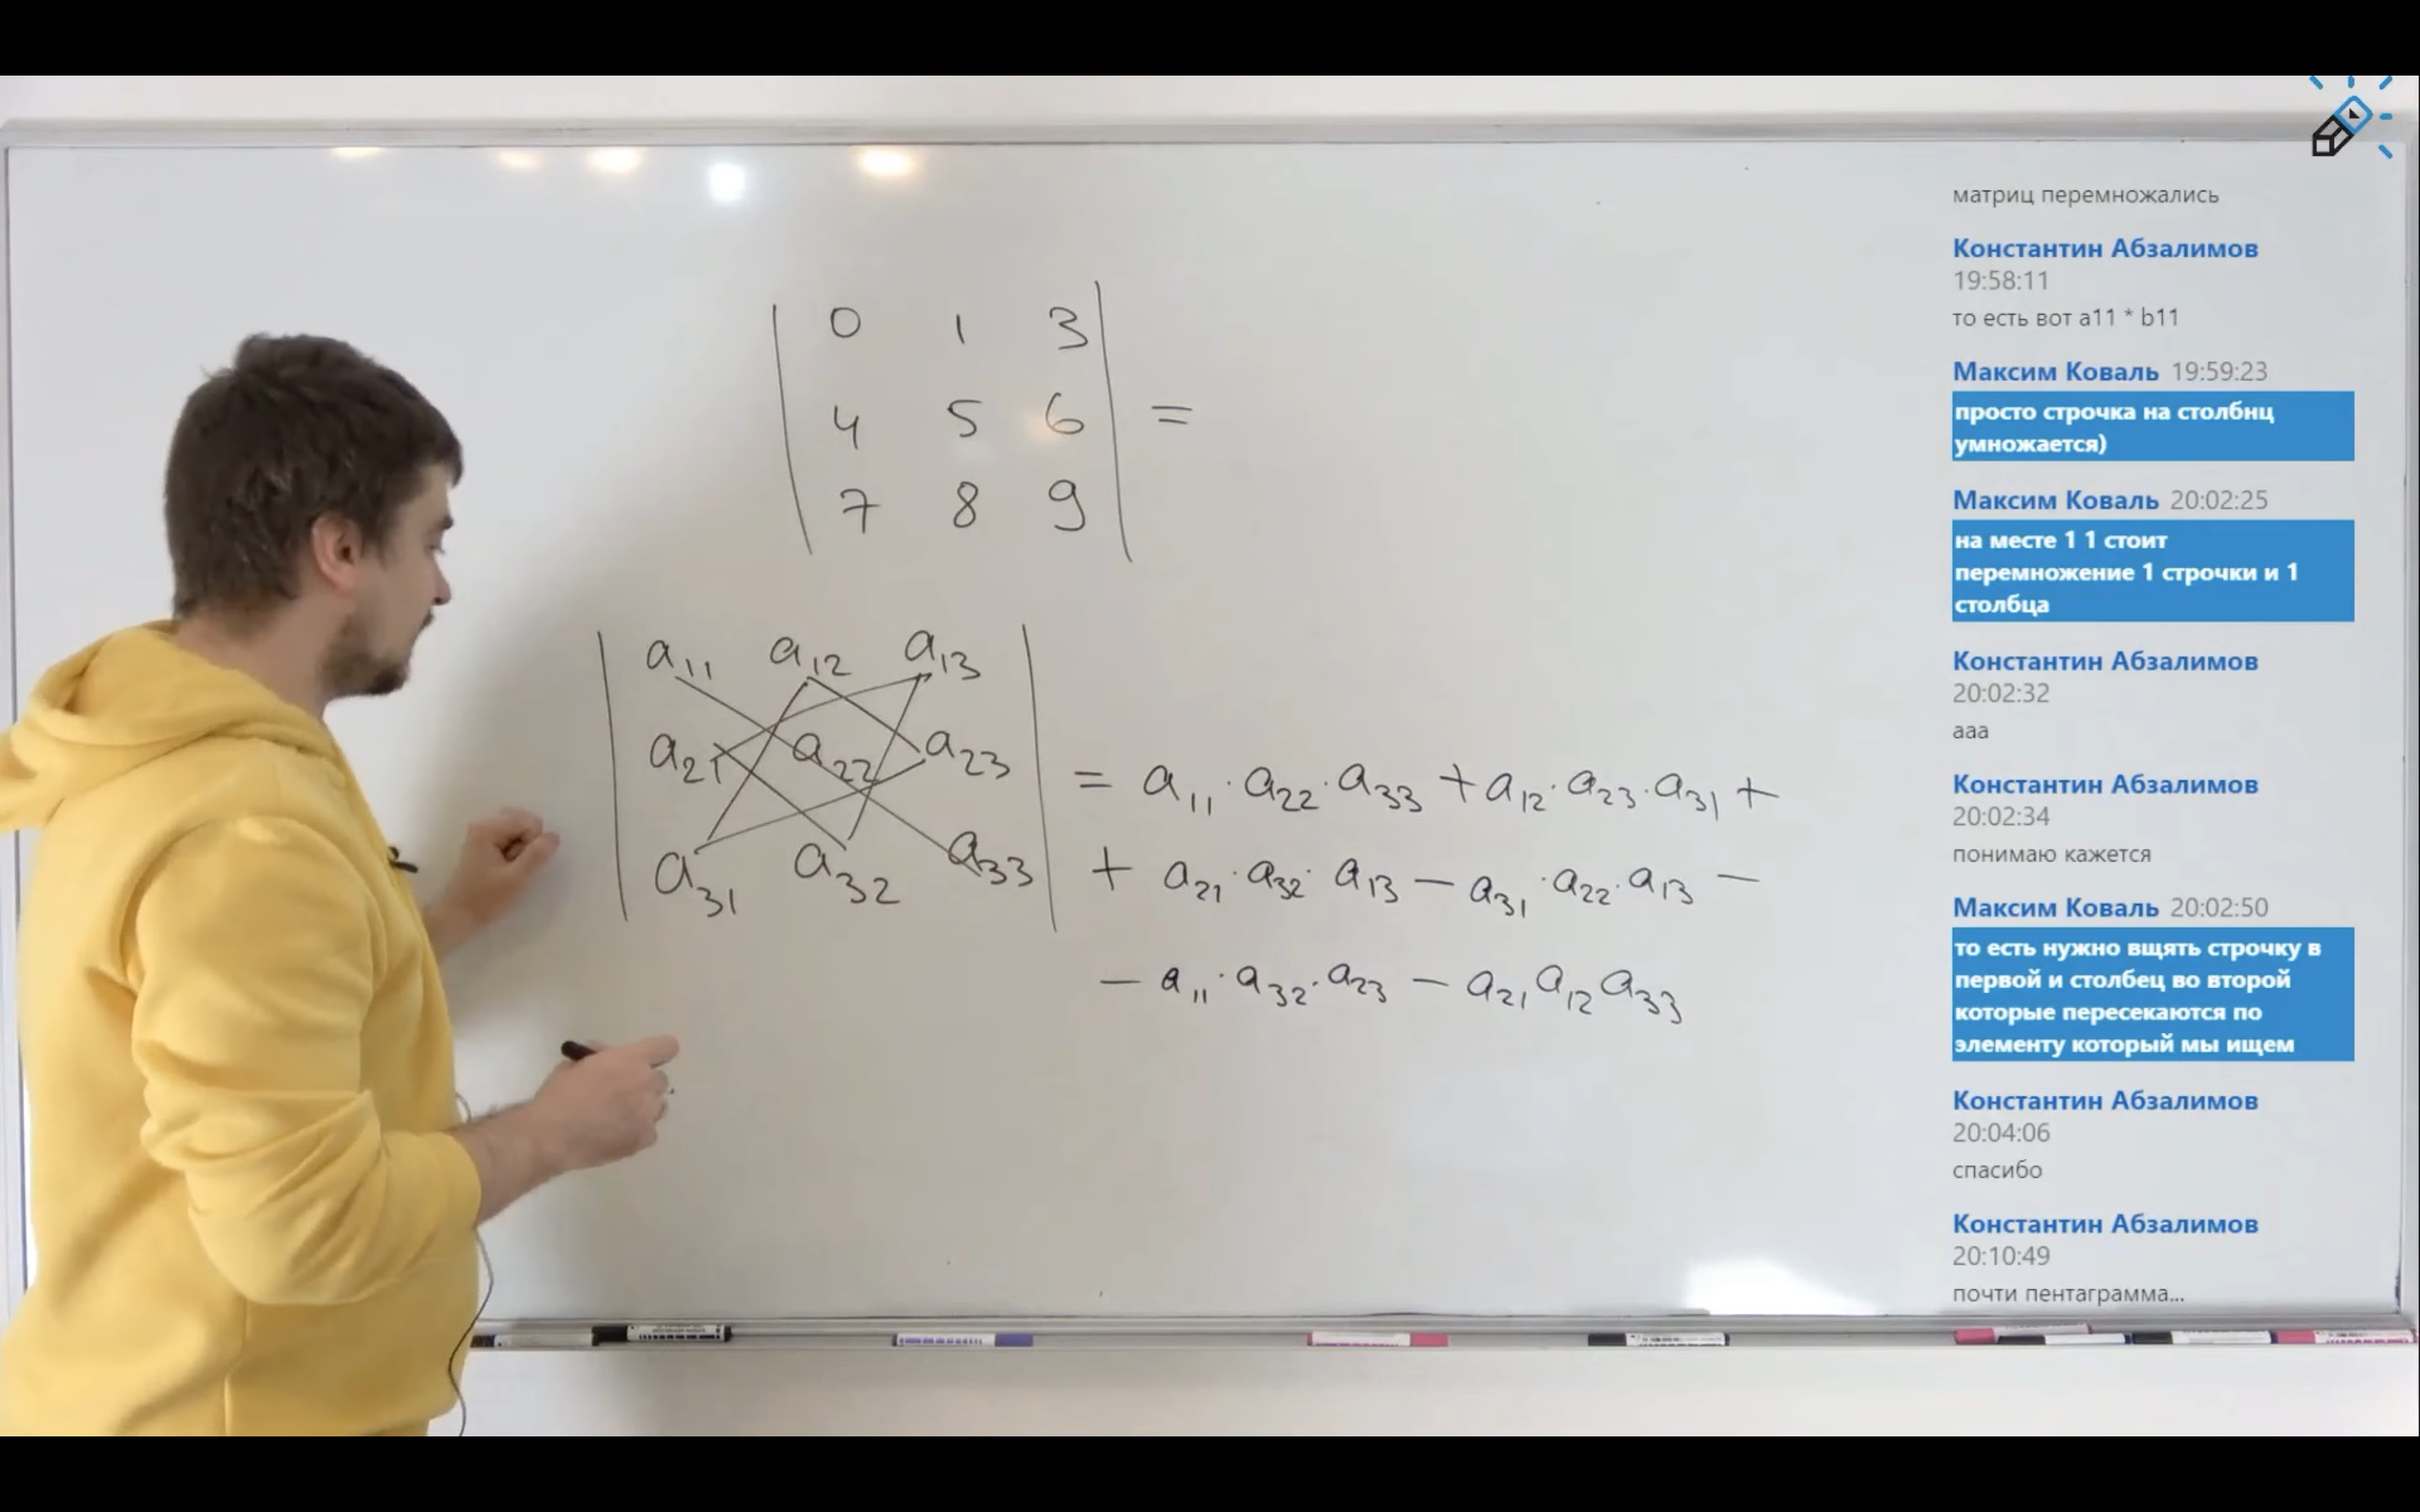 0 1 3
4 5 6 =
7 8 9
a11 a12 a13
a21 a22 a23 = a11 · a22 · a33 + a12 · a23 · a31 +
a31 a32 a33 + a21 · a32 · a13 − a31 · a22 · a13 −
− a11 · a32 · a23 − a21 a12 a33
матриц перемножались
Константин Абзалимов
19:58:11
то есть вот a11 * b11
Максим Коваль 19:59:23
просто строчка на столбнц
умножается)
Максим Коваль 20:02:25
на месте 1 1 стоит
перемножение 1 строчки и 1
столбца
Константин Абзалимов
20:02:32
ааа
Константин Абзалимов
20:02:34
понимаю кажется
Максим Коваль 20:02:50
то есть нужно вщять строчку в
первой и столбец во второй
которые пересекаются по
элементу который мы ищем
Константин Абзалимов
20:04:06
спасибо
Константин Абзалимов
20:10:49
почти пентаграмма...